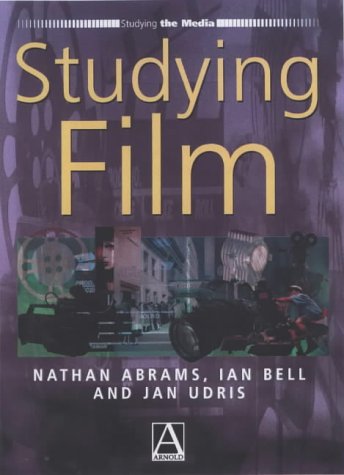 Studying the Media
Studying
Film
NATHAN ABRAMS, IAN BELL
AND JAN UDRIS
A
ARNOLD